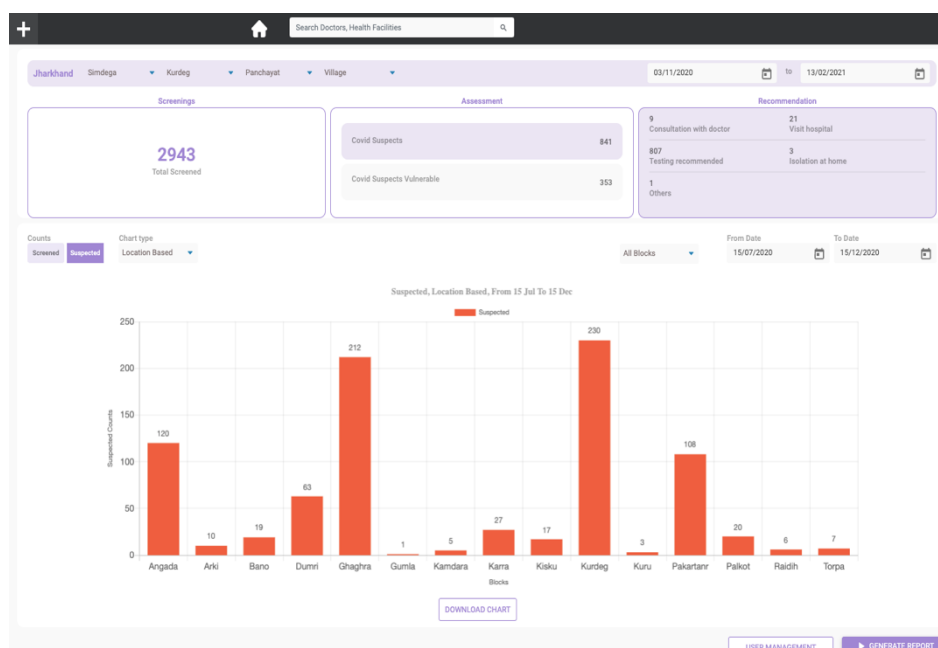 +
Search Doctors, Health Facilities
Jharkhand Simdega Kurdeg Panchayat Village 03/11/2020 to 13/02/2021
Screenings Assessment Recommendation
2943
Total Screened
Covid Suspects 841
Covid Suspects Vulnerable 353
9 21
Consultation with doctor Visit hospital
807 3
Testing recommended Isolation at home
1
Others
Counts Chart type From Date To Date
Screened Suspected Location Based All Blocks 15/07/2020 15/12/2020
Suspected, Location Based, From 15 Jul To 15 Dec
Suspected
250
200
150
100
50
0
Suspected Counts
120 10 19 63 212 1 5 27 17 230 3 108 20 6 7
Angada Arki Bano Dumri Ghaghra Gumla Kamdara Karra Kisku Kurdeg Kuru Pakartanr Palkot Raidih Torpa
Blocks
DOWNLOAD CHART
USER MANAGEMENT GENERATE REPORT